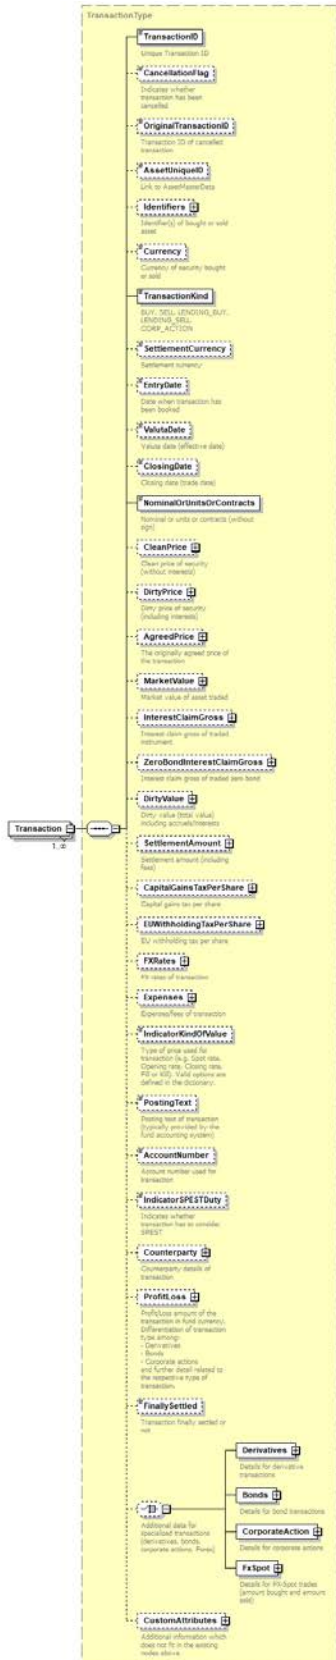 TransactionType
TransactionID
Unique Transaction ID
CancellationFlag
Indicates whether
transaction has been
cancelled
OriginalTransactionID
Transaction ID of cancelled
transaction
AssetUniqueID
Link to AssetMasterData
Identifiers
Identifier(s) of bought or sold
asset
Currency
Currency of security bought
or sold
TransactionKind
BUY, SELL, LENDING_BUY,
LENDING_SELL,
CORP_ACTION
SettlementCurrency
Settlement currency
EntryDate
Date when transaction has
been booked
ValutaDate
Valuta date (effective date)
ClosingDate
Closing date (trade date)
NominalOrUnitsOrContracts
Nominal or units or contracts (without
sign)
CleanPrice
Clean price of security
(without interests)
DirtyPrice
Dirty price of security
(including interests)
AgreedPrice
The originally agreed price of
the transaction
MarketValue
Market value of asset traded
InterestClaimGross
Interest claim gross of traded
instrument
ZeroBondInterestClaimGross
Interest claim gross of traded zero bond
DirtyValue
Dirty value (total value)
including accruals/interests
Transaction
1..∞
SettlementAmount
Settlement amount (including
fees)
CapitalGainsTaxPerShare
Capital gains tax per share
EUWithholdingTaxPerShare
EU withholding tax per share
FXRates
FX rates of transaction
Expenses
Expenses/fees of transaction
IndicatorKindOfValue
Type of price used for
transaction (e.g. Spot rate,
Opening rate, Closing rate,
Fill or Kill). Valid options are
defined in the dictionary.
PostingText
Posting text of transaction
(typically provided by the
fund accounting system)
AccountNumber
Account number used for
transaction
IndicatorSPESTDuty
Indicates whether
transaction has to consider
SPEST
Counterparty
Counterparty details of
transaction
ProfitLoss
Profit/Loss amount of the
transaction in fund currency.
Differentiation of transaction
type among:
- Derivatives
- Bonds
- Corporate actions
and further detail related to
the respective type of
transaction.
FinallySettled
Transaction finally settled or
not
Additional data for
specialized transactions
(derivatives, bonds,
corporate actions, Forex)
Derivatives
Details for derivative
transactions
Bonds
Details for bond transactions
CorporateAction
Details for corporate actions
FxSpot
Details for FX-Spot trades
(amount bought and amount
sold)
CustomAttributes
Additional information which
does not fit in the existing
nodes above.